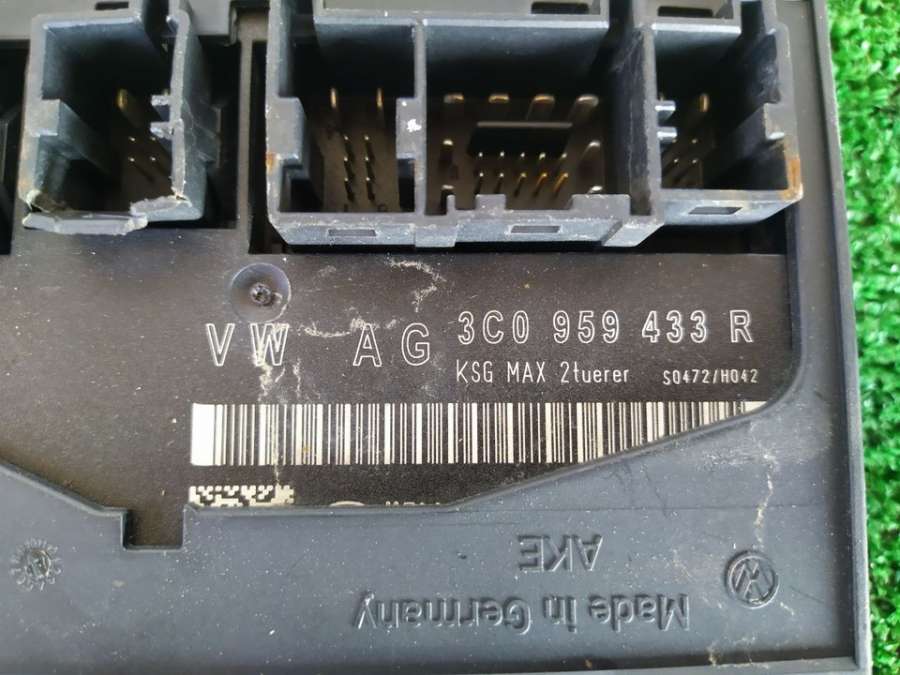 VW AG 3C0 959 433 R
KSG MAX 2tuerer S0472/H042
AKE
Made in Germany